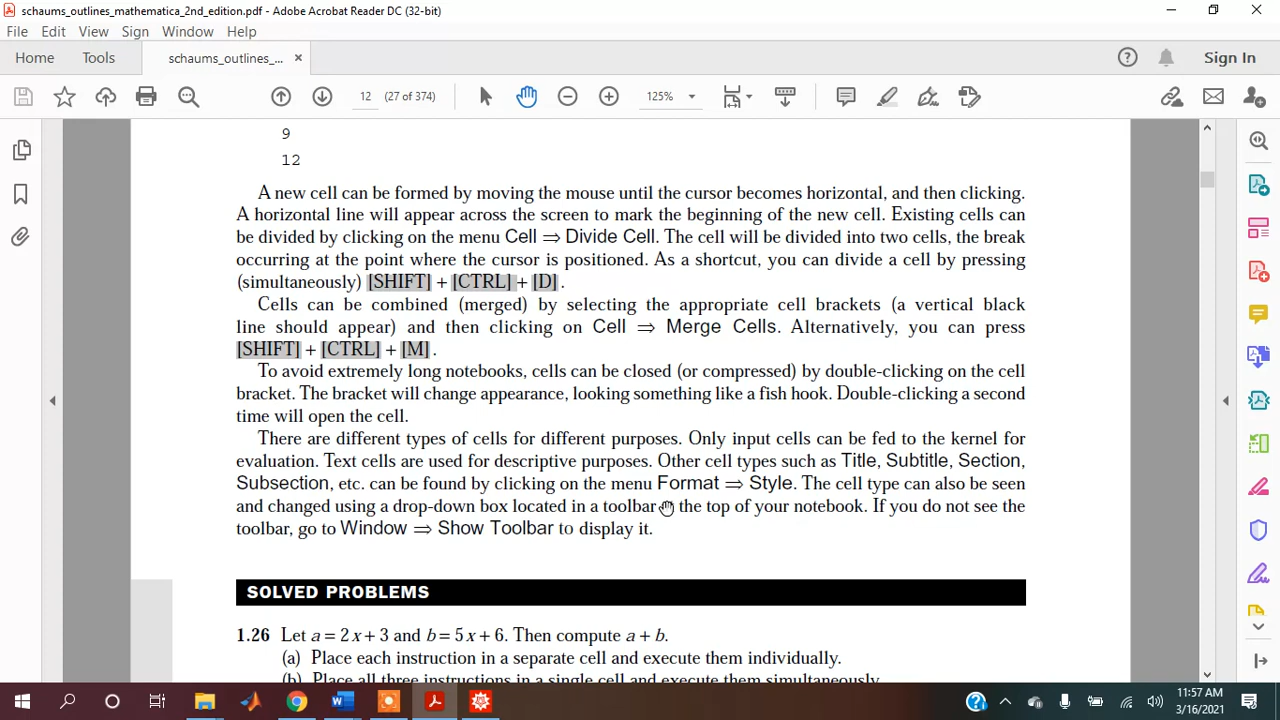 schaums_outlines_mathematica_2nd_edition.pdf - Adobe Acrobat Reader DC (32-bit)
File Edit View Sign Window Help
Home Tools schaums_outlines_... × Sign In
12 (27 of 374) 125%
9
12
A new cell can be formed by moving the mouse until the cursor becomes horizontal, and then clicking.
A horizontal line will appear across the screen to mark the beginning of the new cell. Existing cells can
be divided by clicking on the menu Cell ⇒ Divide Cell. The cell will be divided into two cells, the break
occurring at the point where the cursor is positioned. As a shortcut, you can divide a cell by pressing
(simultaneously) [SHIFT] + [CTRL] + [D] .
Cells can be combined (merged) by selecting the appropriate cell brackets (a vertical black
line should appear) and then clicking on Cell ⇒ Merge Cells. Alternatively, you can press
[SHIFT] + [CTRL] + [M] .
To avoid extremely long notebooks, cells can be closed (or compressed) by double-clicking on the cell
bracket. The bracket will change appearance, looking something like a fish hook. Double-clicking a second
time will open the cell.
There are different types of cells for different purposes. Only input cells can be fed to the kernel for
evaluation. Text cells are used for descriptive purposes. Other cell types such as Title, Subtitle, Section,
Subsection, etc. can be found by clicking on the menu Format ⇒ Style. The cell type can also be seen
and changed using a drop-down box located in a toolbar the top of your notebook. If you do not see the
toolbar, go to Window ⇒ Show Toolbar to display it.
SOLVED PROBLEMS
1.26 Let a = 2x + 3 and b = 5x + 6. Then compute a + b.
(a) Place each instruction in a separate cell and execute them individually.
(b) Place all three instructions in a single cell and execute them simultaneously
11:57 AM
3/16/2021